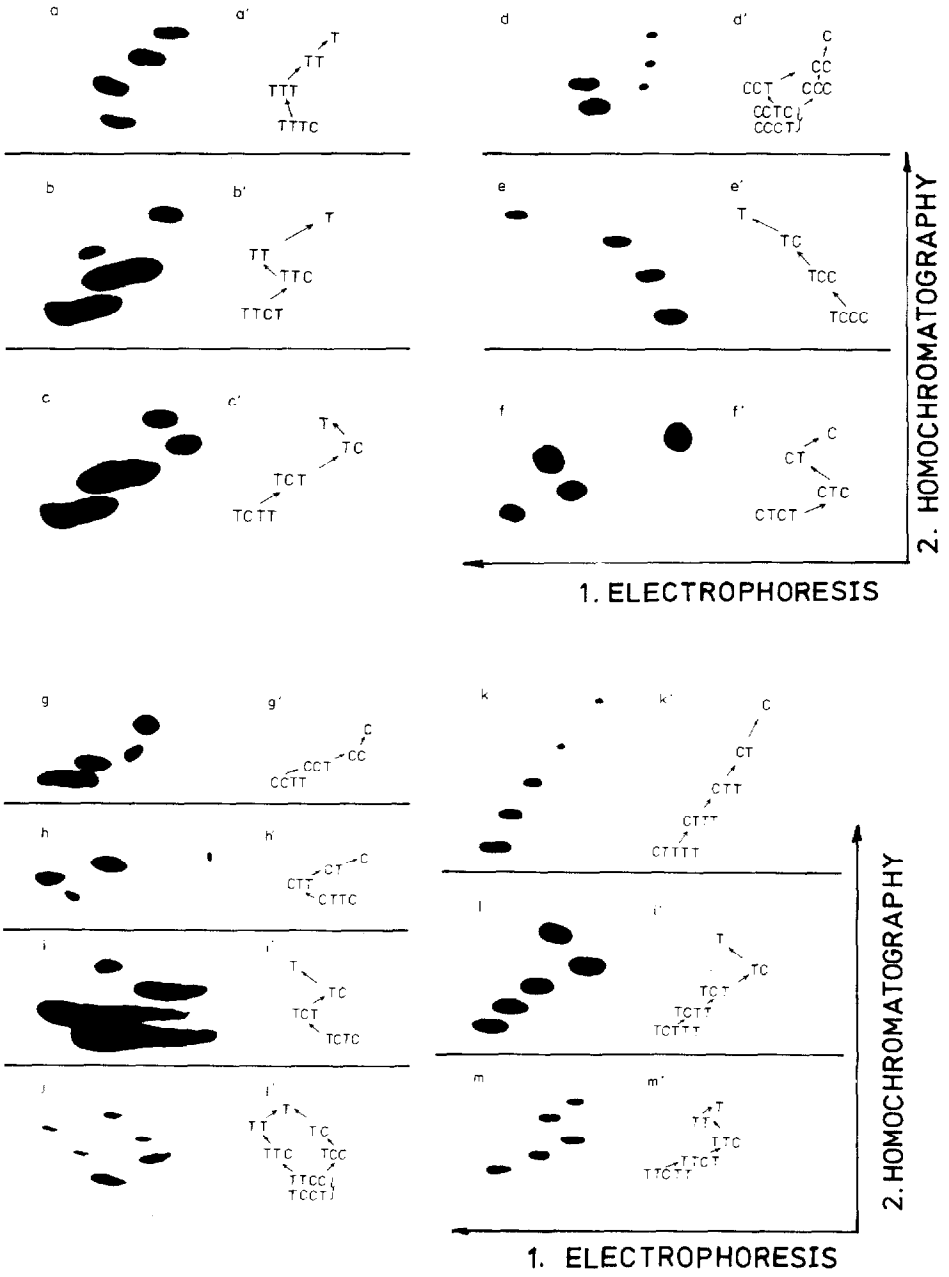 a
a'
T
TT
TTT
TTTC
d
d'
C
CC
CCT
CCC
CCTC
CCCT
b
b'
T
TT
TTC
TTCT
e
e'
T
TC
TCC
TCCC
c
c'
T
TC
TCT
TCTT
f
f'
C
CT
CTC
CTCT
2. HOMOCHROMATOGRAPHY
1. ELECTROPHORESIS
g
g'
C
CC
CCT
CCTT
h
h'
C
CT
CTT
CTTC
i
i'
T
TC
TCT
TCTC
j
j'
T
TT
TC
TTC
TCC
TTCC
TCCT
k
k'
C
CT
CTT
CTTT
CTTTT
l
l'
T
TC
TCT
TCTT
TCTTT
m
m'
T
TT
TTC
TTCT
TTCTT
2. HOMOCHROMATOGRAPHY
1. ELECTROPHORESIS